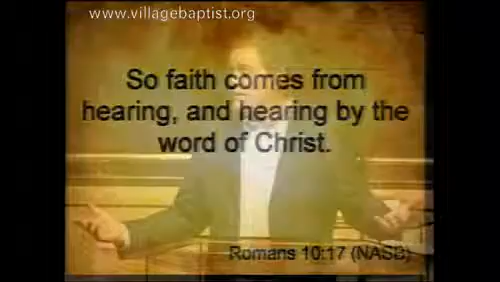 www.villagebaptist.org
So faith comes from
hearing, and hearing by the
word of Christ.
Romans 10:17 (NASB)